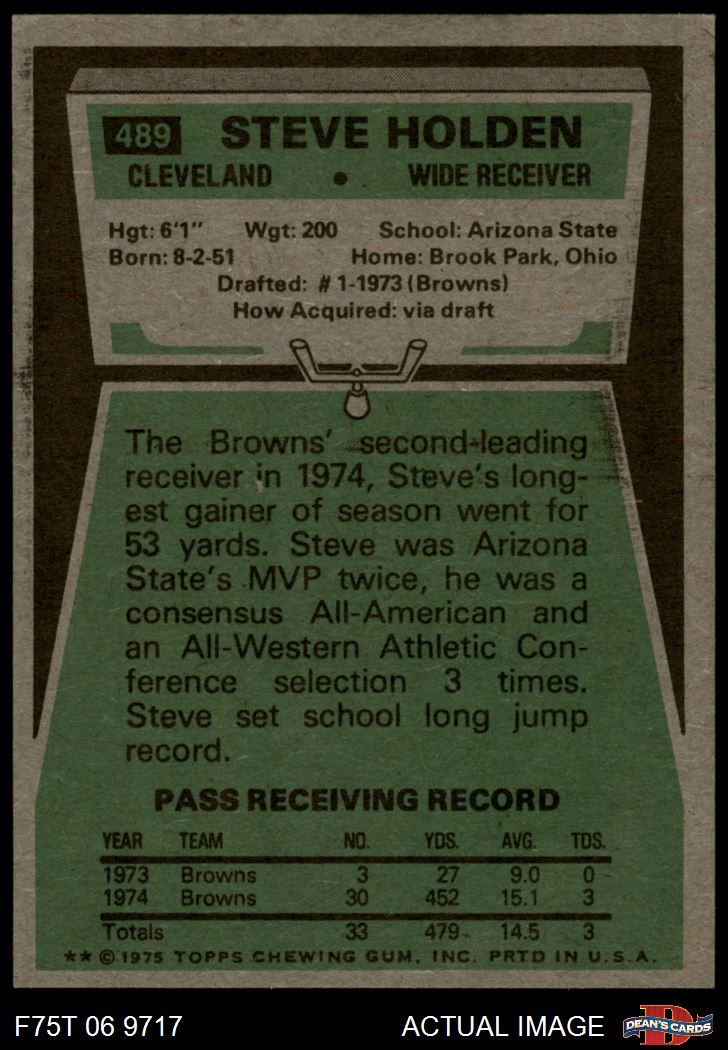 489 STEVE HOLDEN
CLEVELAND • WIDE RECEIVER
Hgt: 6'1" Wgt: 200 School: Arizona State
Born: 8-2-51 Home: Brook Park, Ohio
Drafted: #1-1973 (Browns)
How Acquired: via draft
The Browns' second-leading
receiver in 1974, Steve's long-
est gainer of season went for
53 yards. Steve was Arizona
State's MVP twice, he was a
consensus All-American and
an All-Western Athletic Con-
ference selection 3 times.
Steve set school long jump
record.
PASS RECEIVING RECORD
YEAR TEAM NO. YDS. AVG. TDS.
1973 Browns 3 27 9.0 0
1974 Browns 30 452 15.1 3
Totals 33 479 14.5 3
** © 1975 TOPPS CHEWING GUM, INC. PRTD IN U.S.A.
F75T 06 9717 ACTUAL IMAGE D DEAN'S CARDS